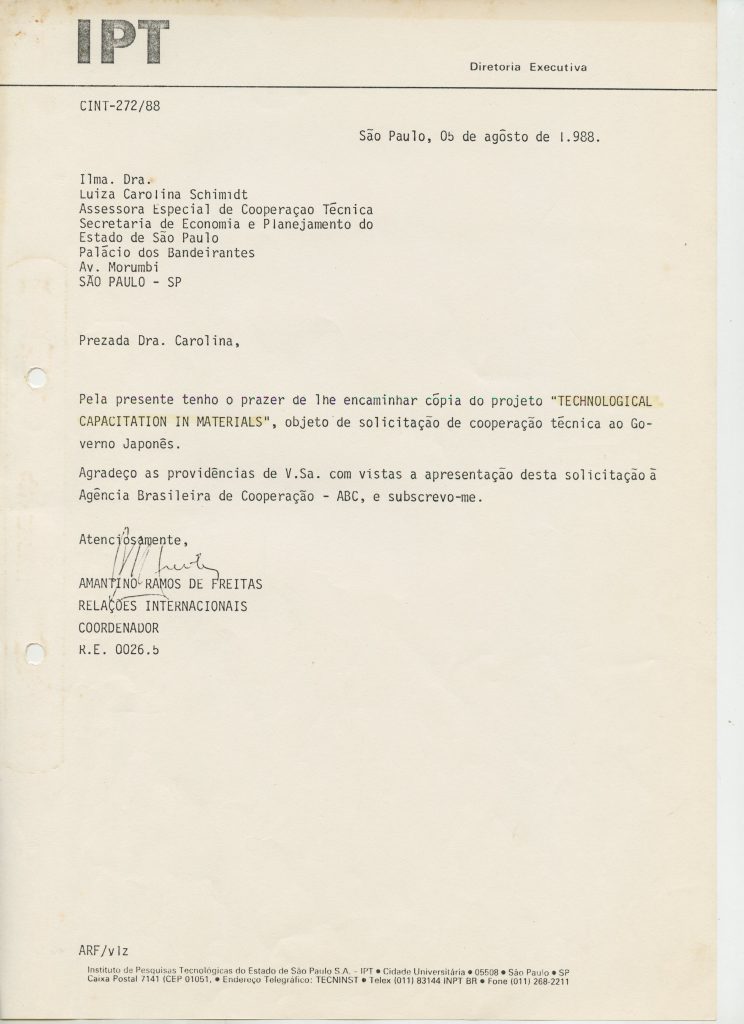 IPT
Diretoria Executiva
CINT-272/88
São Paulo, 05 de agôsto de 1.988.
Ilma. Dra.
Luiza Carolina Schimidt
Assessora Especial de Cooperaçao Técnica
Secretaria de Economia e Planejamento do
Estado de São Paulo
Palácio dos Bandeirantes
Av. Morumbi
SÃO PAULO - SP
Prezada Dra. Carolina,
Pela presente tenho o prazer de lhe encaminhar cópia do projeto "TECHNOLOGICAL
CAPACITATION IN MATERIALS", objeto de solicitação de cooperação técnica ao Go-
verno Japonês.
Agradeço as providências de V.Sa. com vistas a apresentação desta solicitação à
Agência Brasileira de Cooperação - ABC, e subscrevo-me.
Atenciosamente,
AMANTINO RAMOS DE FREITAS
RELAÇÕES INTERNACIONAIS
COORDENADOR
R.E. 0026.5
ARF/vlz
Instituto de Pesquisas Tecnológicas do Estado de São Paulo S.A. - IPT ● Cidade Universitária ● 05508 ● São Paulo ● SP
Caixa Postal 7141 (CEP 01051, ● Endereço Telegráfico: TECNINST ● Telex (011) 83144 INPT BR ● Fone (011) 268-2211